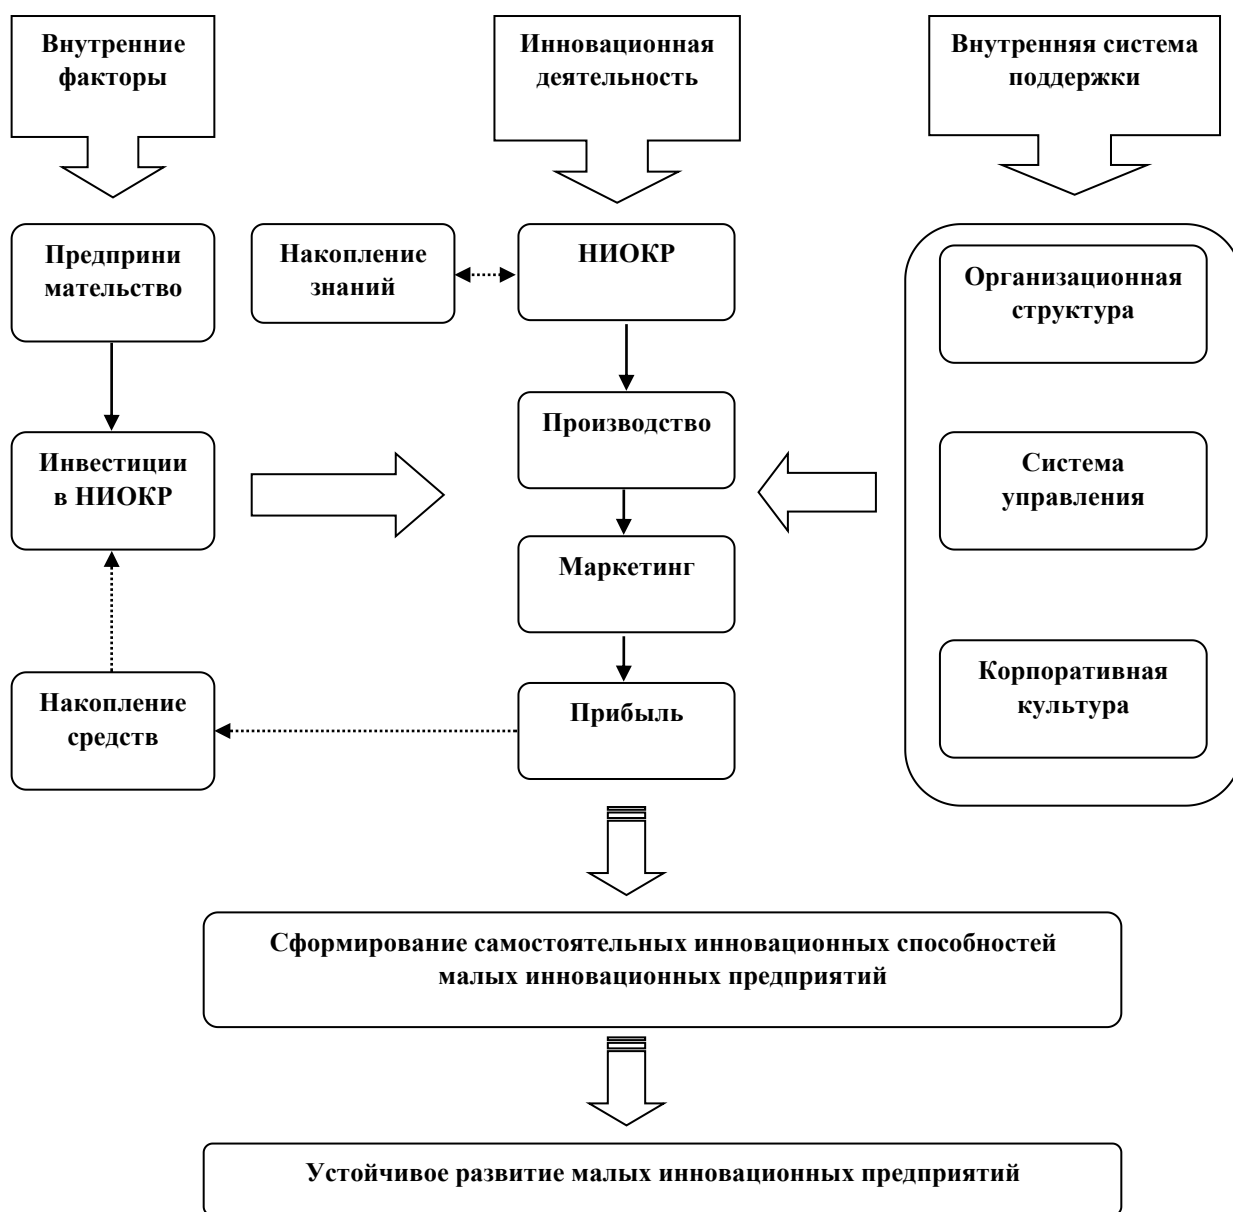 Внутренние
факторы
Инновационная
деятельность
Внутренняя система
поддержки
Предприни
мательство
Накопление
знаний
НИОКР
Организационная
структура
Производство
Инвестиции
в НИОКР
Система
управления
Маркетинг
Накопление
средств
Прибыль
Корпоративная
культура
Сформирование самостоятельных инновационных способностей
малых инновационных предприятий
Устойчивое развитие малых инновационных предприятий